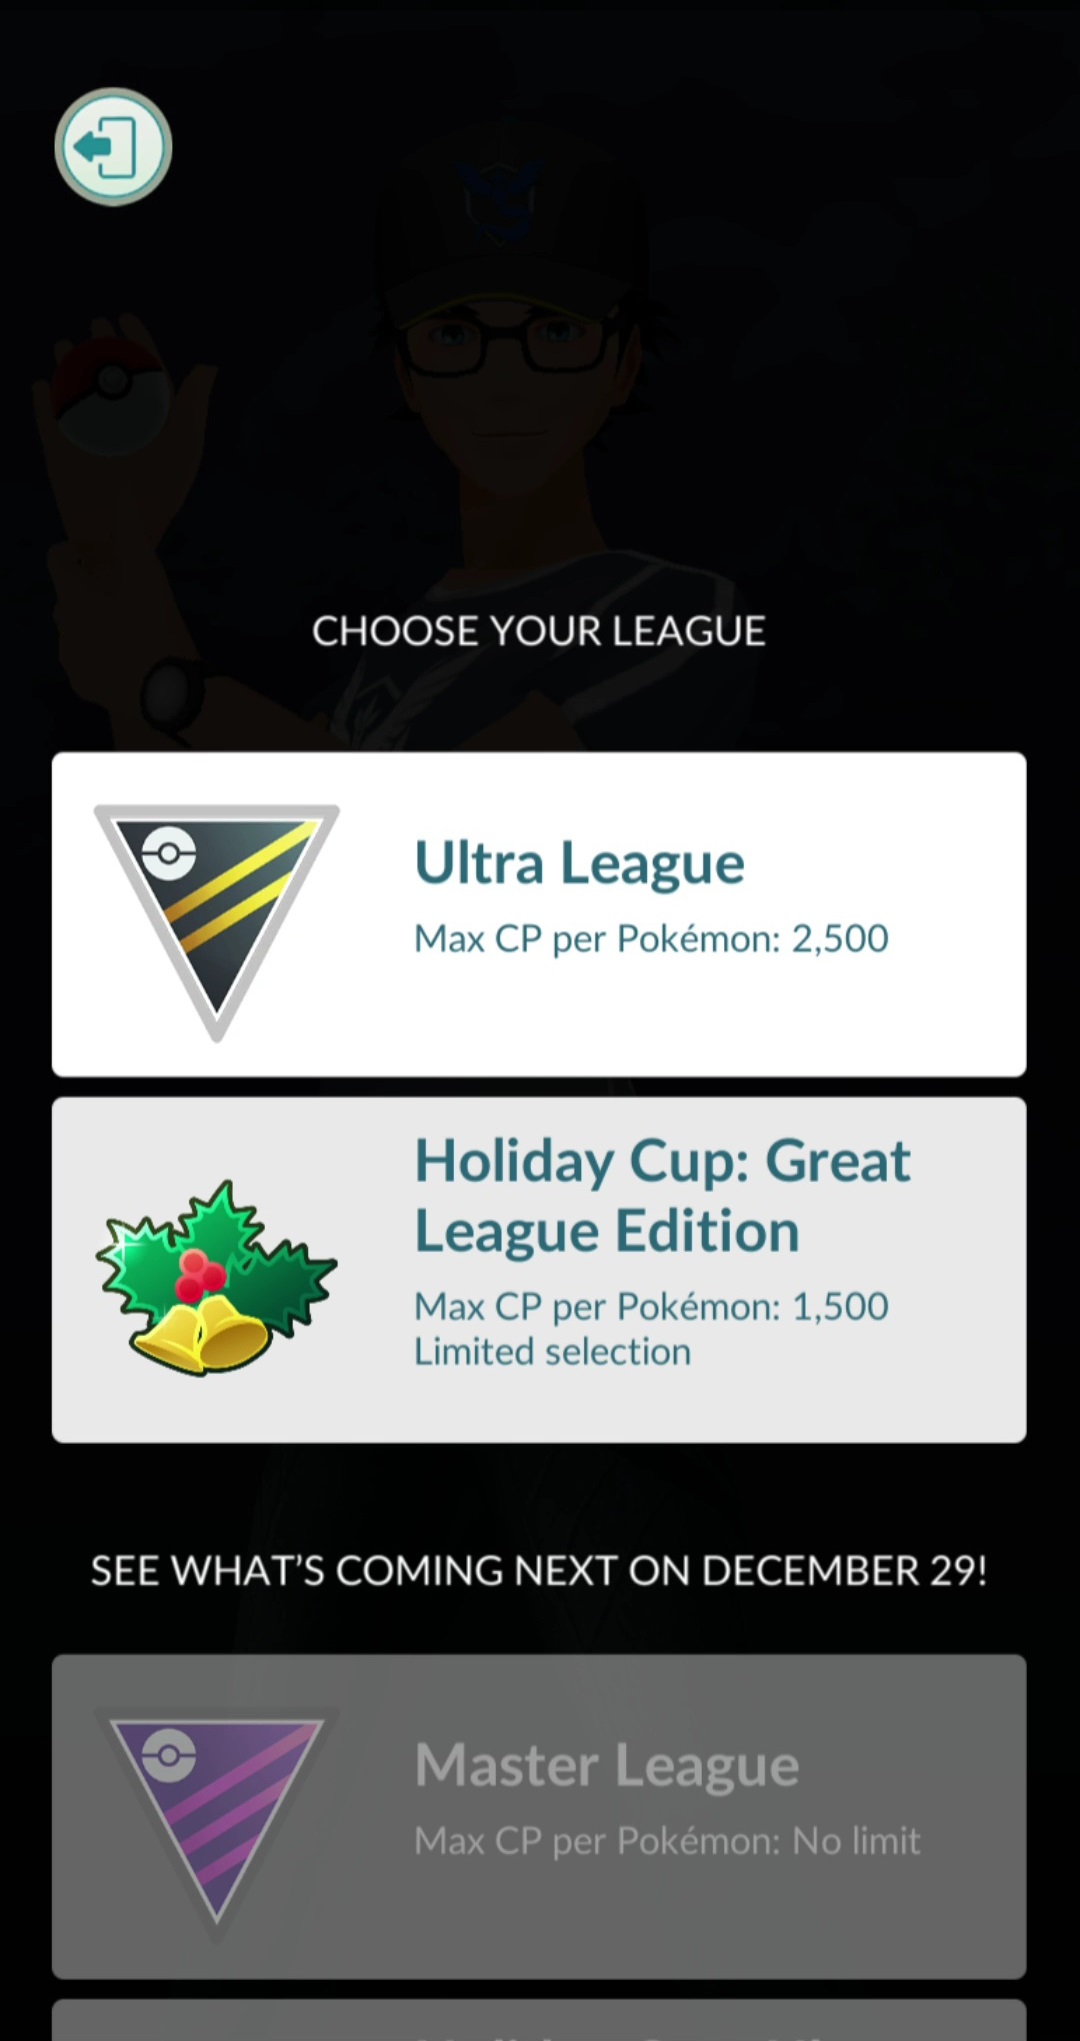 CHOOSE YOUR LEAGUE
Ultra League
Max CP per Pokémon: 2,500
Holiday Cup: Great
League Edition
Max CP per Pokémon: 1,500
Limited selection
SEE WHAT’S COMING NEXT ON DECEMBER 29!
Master League
Max CP per Pokémon: No limit